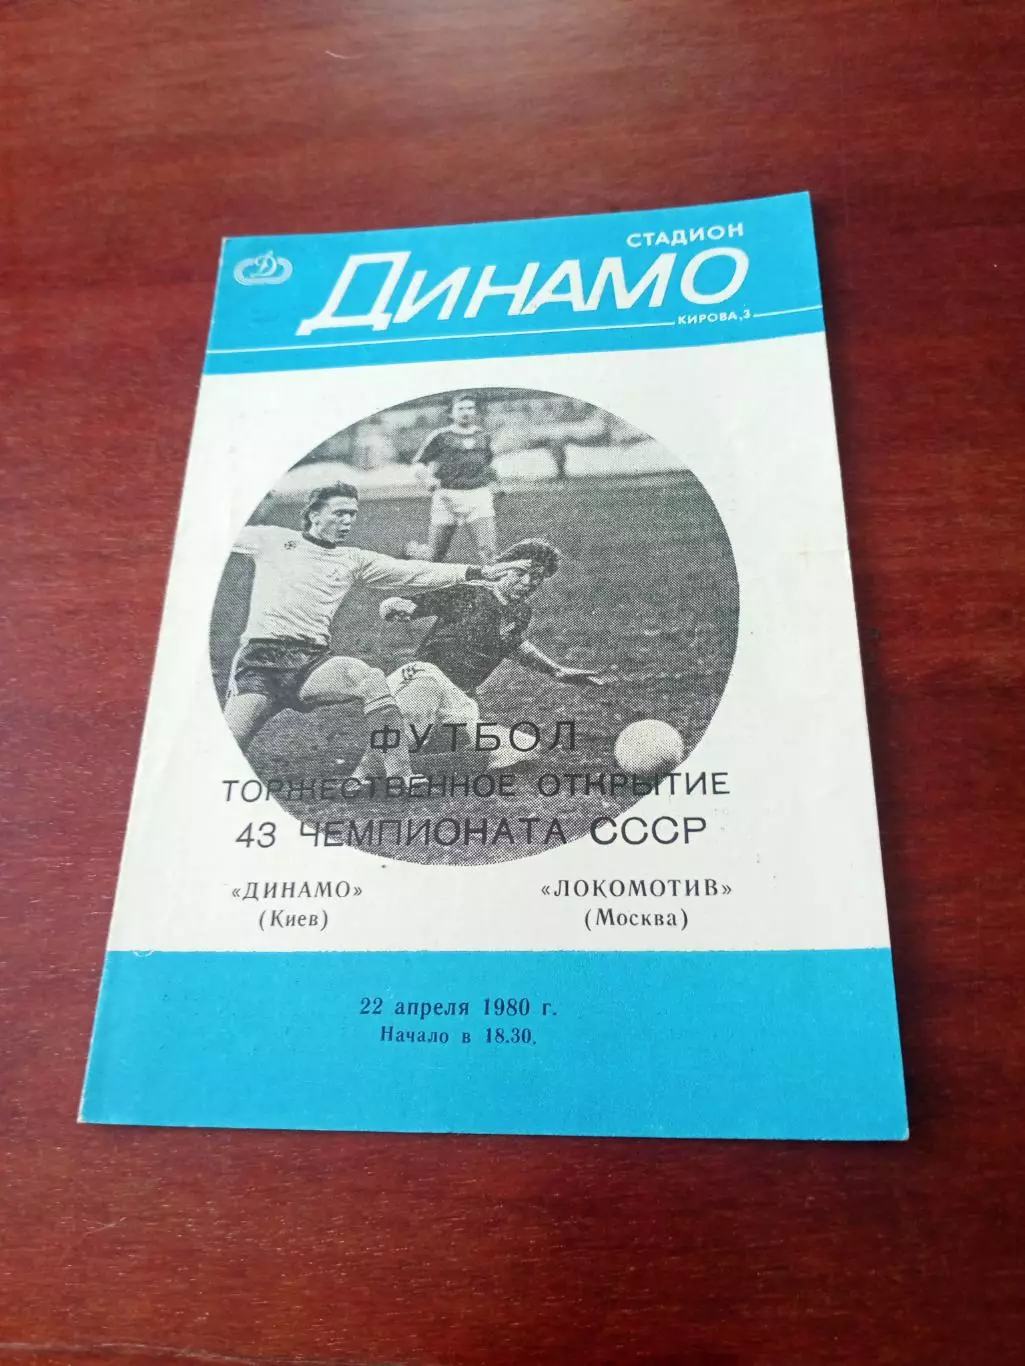 СТАДИОН
ДИНАМО
КИРОВА, 3
ФУТБОЛ
ТОРЖЕСТВЕННОЕ ОТКРЫТИЕ
43 ЧЕМПИОНАТА СССР
«ДИНАМО» «ЛОКОМОТИВ»
(Киев) (Москва)
22 апреля 1980 г.
Начало в 18.30.